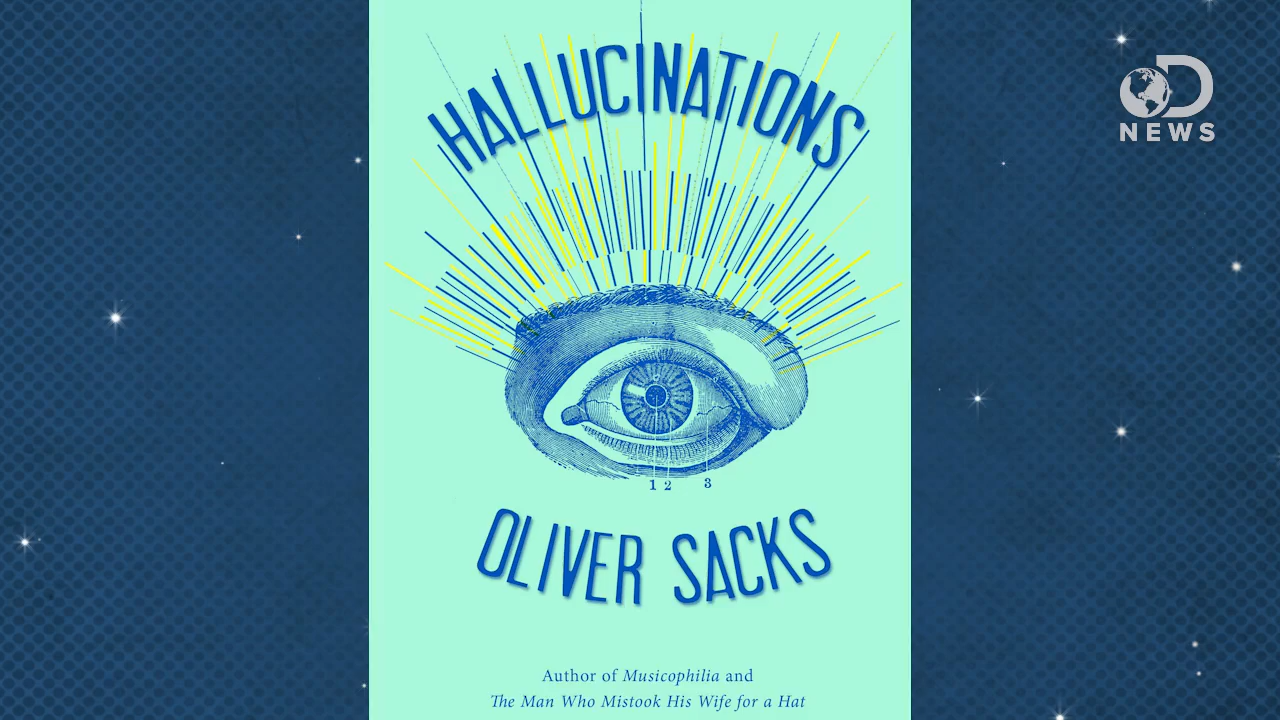 HALLUCINATIONS
D
NEWS
1 2 3
OLIVER SACKS
Author of Musicophilia and
The Man Who Mistook His Wife for a Hat